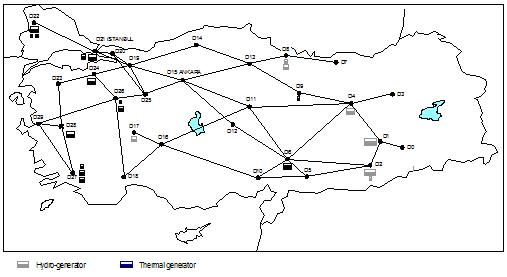 D22
D21 ISTANBUL
D20
D14
D19
D13
D8
D7
D24
D15 ANKARA
D23
D9
D26
D25
D4
D3
D11
D29
D28
D17
D12
D16
D1
D0
D6
D2
D27
D18
D10
D5
Hydro-generator
Thermal generator